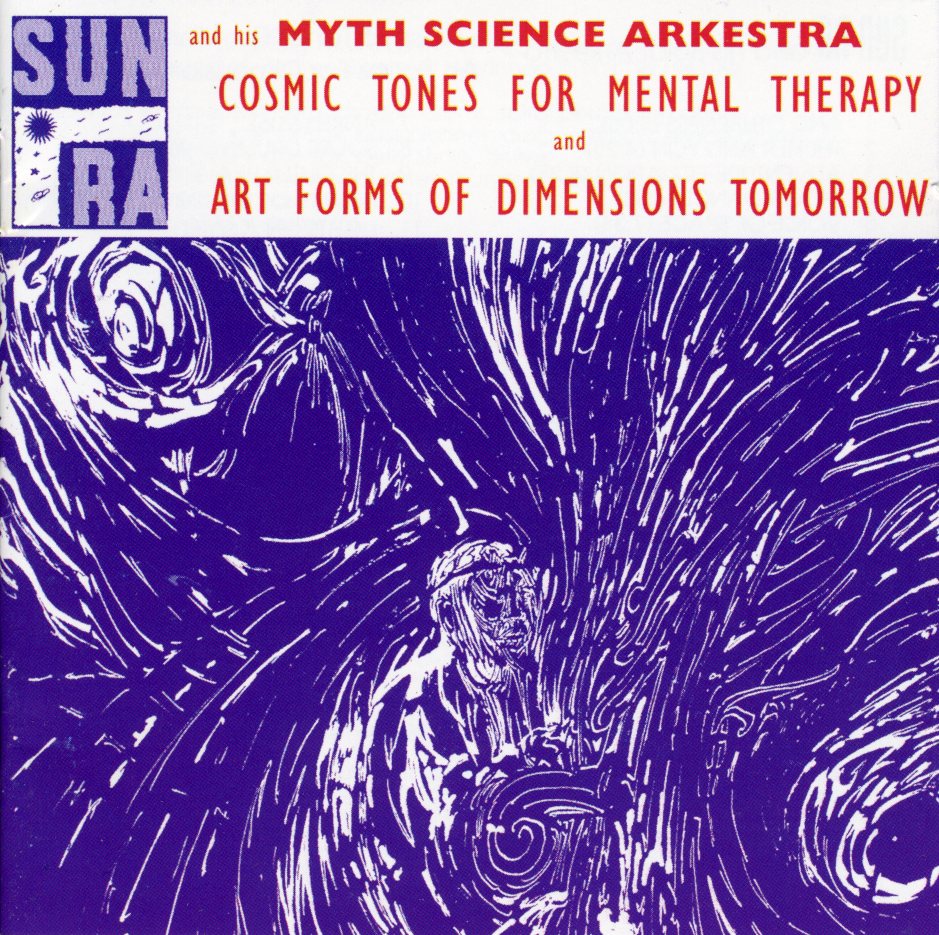 SUN
RA
and his MYTH SCIENCE ARKESTRA
COSMIC TONES FOR MENTAL THERAPY
and
ART FORMS OF DIMENSIONS TOMORROW